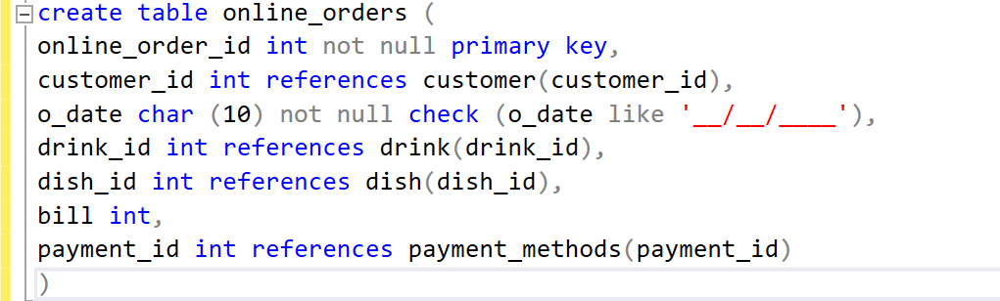 create table online_orders (
online_order_id int not null primary key,
customer_id int references customer(customer_id),
o_date char (10) not null check (o_date like '__/__/____'),
drink_id int references drink(drink_id),
dish_id int references dish(dish_id),
bill int,
payment_id int references payment_methods(payment_id)
)